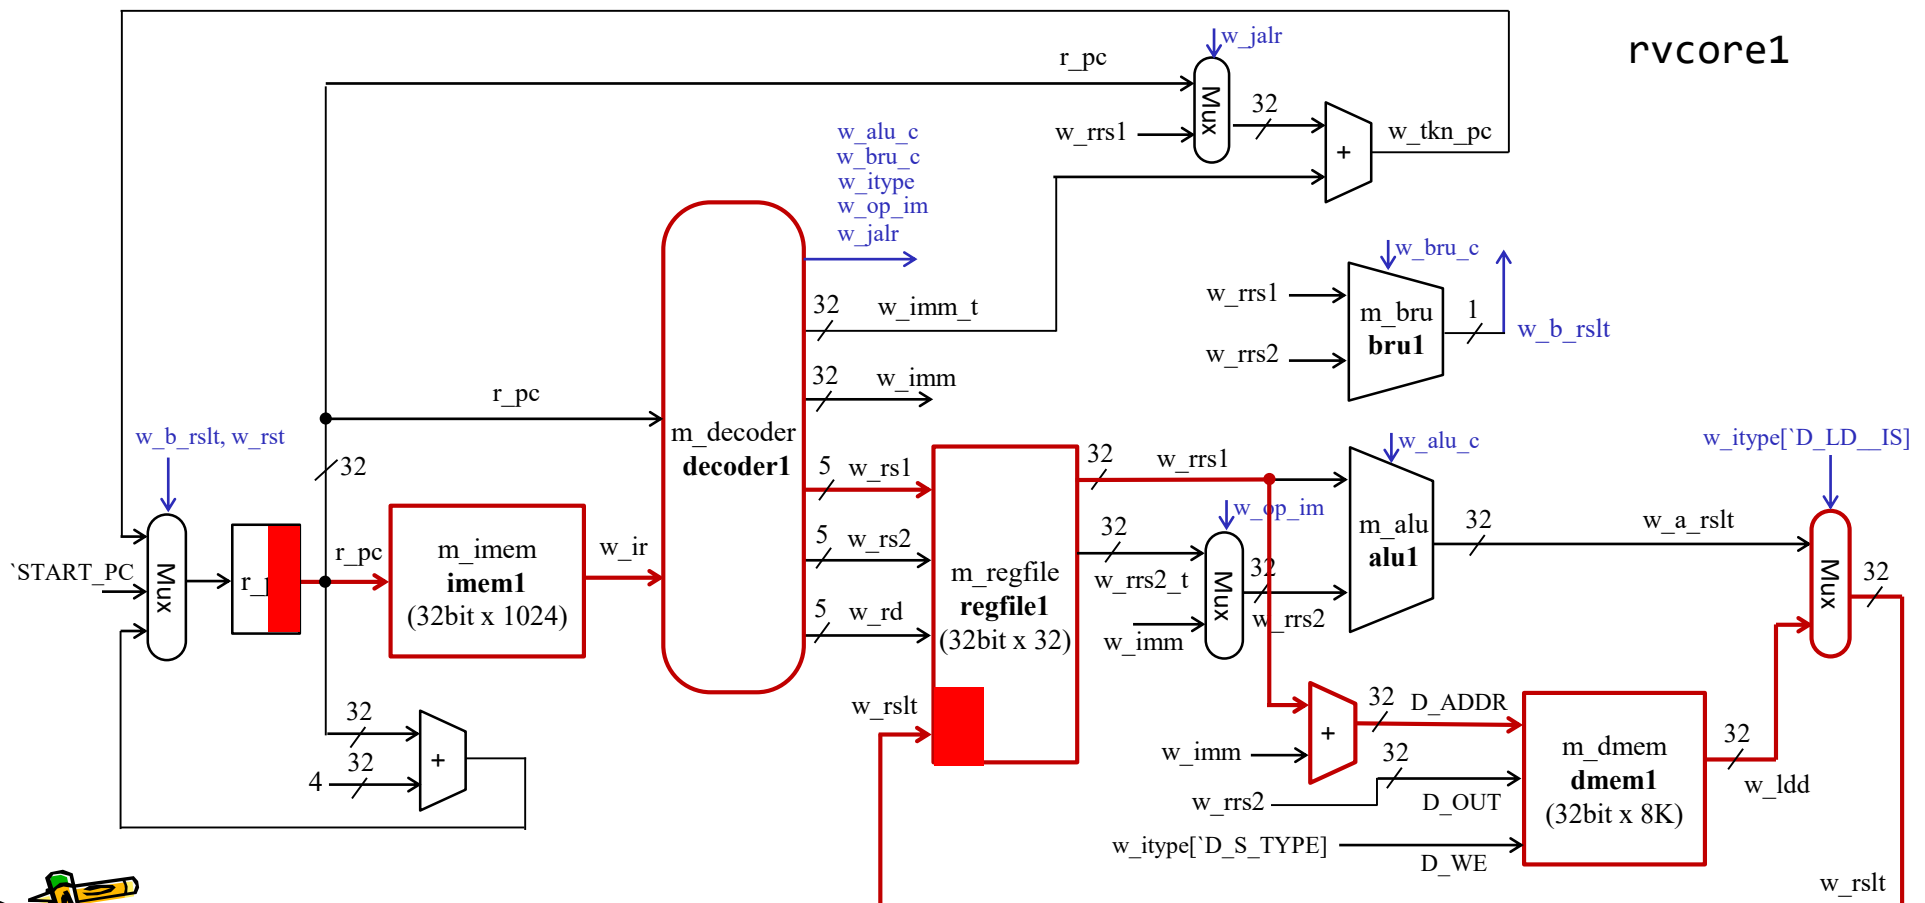 rvcore1
w_jalr
r_pc
Mux
32
w_rrs1
w_tkn_pc
+
w_alu_c
w_bru_c
w_itype
w_op_im
w_jalr
w_bru_c
w_rrs1
m_bru
bru1
1
w_b_rslt
w_rrs2
32
w_imm_t
32
w_imm
r_pc
m_decoder
decoder1
w_b_rslt, w_rst
32
5
w_rs1
32
w_rrs1
w_alu_c
w_itype[`D_LD__IS]
w_op_im
m_alu
alu1
32
w_a_rslt
`START_PC
Mux
r_pc
m_imem
imem1
(32bit x 1024)
w_ir
5
w_rs2
m_regfile
regfile1
(32bit x 32)
32
w_rrs2_t
Mux
32
w_rrs2
w_imm
Mux
32
5
w_rd
w_rslt
32
D_ADDR
+
w_imm
32
w_rrs2
D_OUT
m_dmem
dmem1
(32bit x 8K)
32
w_ldd
w_itype[`D_S_TYPE]
D_WE
32
4
32
+
w_rslt